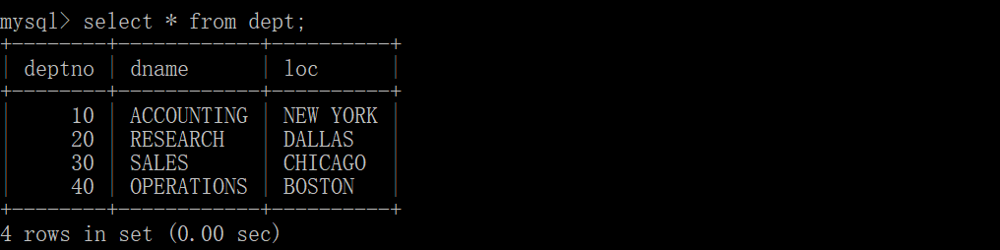 mysql> select * from dept;
+--------+------------+----------+
| deptno | dname      | loc      |
+--------+------------+----------+
|     10 | ACCOUNTING | NEW YORK |
|     20 | RESEARCH   | DALLAS   |
|     30 | SALES      | CHICAGO  |
|     40 | OPERATIONS | BOSTON   |
+--------+------------+----------+
4 rows in set (0.00 sec)